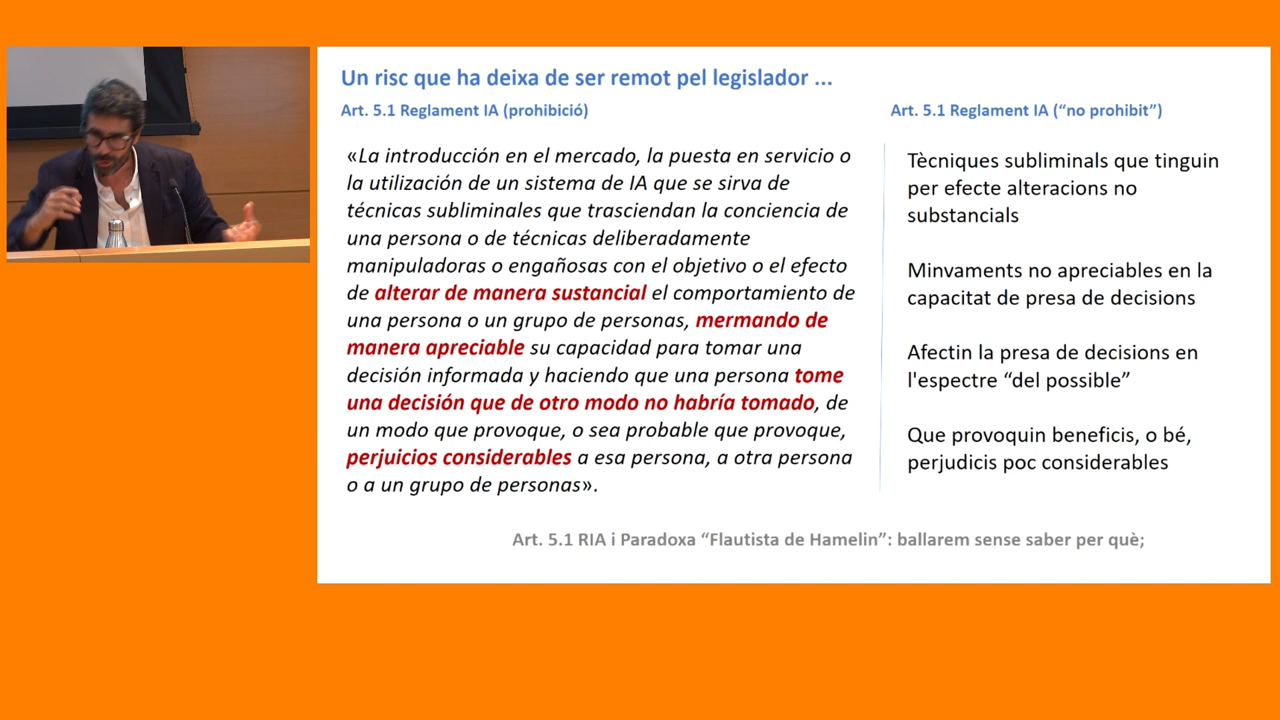 Un risc que ha deixa de ser remot pel legislador ...
Art. 5.1 Reglament IA (prohibició)
«La introducción en el mercado, la puesta en servicio o
la utilización de un sistema de IA que se sirva de
técnicas subliminales que trasciendan la conciencia de
una persona o de técnicas deliberadamente
manipuladoras o engañosas con el objetivo o el efecto
de alterar de manera sustancial el comportamiento de
una persona o un grupo de personas, mermando de
manera apreciable su capacidad para tomar una
decisión informada y haciendo que una persona tome
una decisión que de otro modo no habría tomado, de
un modo que provoque, o sea probable que provoque,
perjuicios considerables a esa persona, a otra persona
o a un grupo de personas».
Art. 5.1 Reglament IA (“no prohibit”)
Tècniques subliminals que tinguin
per efecte alteracions no
substancials
Minvaments no apreciables en la
capacitat de presa de decisions
Afectin la presa de decisions en
l'espectre “del possible”
Que provoquin beneficis, o bé,
perjudicis poc considerables
Art. 5.1 RIA i Paradoxa “Flautista de Hamelin”: ballarem sense saber per què;